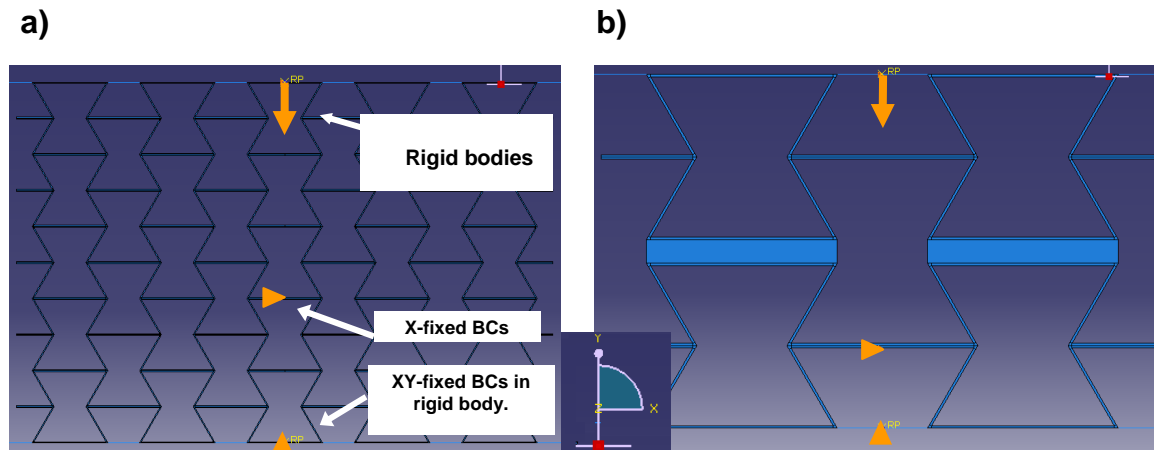 a)
b)
RP
RP
Rigid bodies
X-fixed BCs
XY-fixed BCs in
rigid body.
RP
RP
Y
Z
X